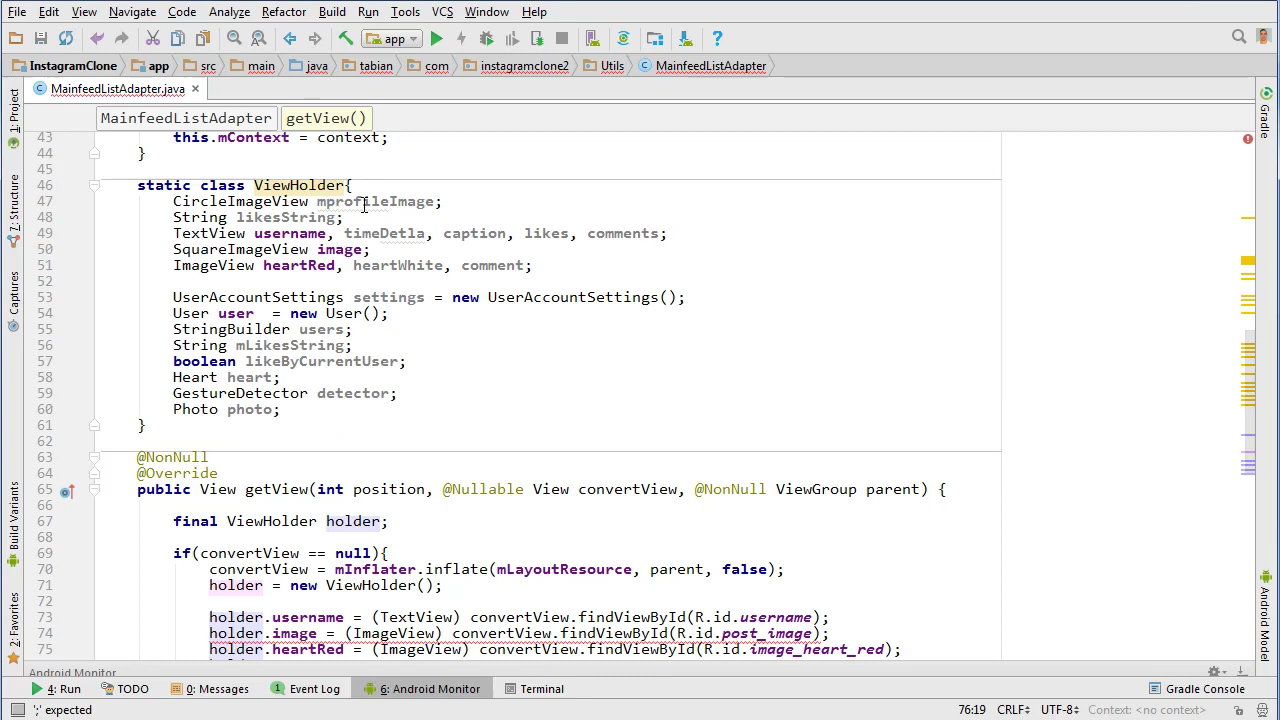 File Edit View Navigate Code Analyze Refactor Build Run Tools VCS Window Help
app
InstagramClone app src main java tabian com instagramclone2 Utils MainfeedListAdapter
MainfeedListAdapter.java ×
MainfeedListAdapter getView()
43 this.mContext = context;
44 }
45
46 static class ViewHolder{
47 CircleImageView mprofileImage;
48 String likesString;
49 TextView username, timeDetla, caption, likes, comments;
50 SquareImageView image;
51 ImageView heartRed, heartWhite, comment;
52
53 UserAccountSettings settings = new UserAccountSettings();
54 User user = new User();
55 StringBuilder users;
56 String mLikesString;
57 boolean likeByCurrentUser;
58 Heart heart;
59 GestureDetector detector;
60 Photo photo;
61 }
62
63 @NonNull
64 @Override
65 public View getView(int position, @Nullable View convertView, @NonNull ViewGroup parent) {
66
67 final ViewHolder holder;
68
69 if(convertView == null){
70 convertView = mInflater.inflate(mLayoutResource, parent, false);
71 holder = new ViewHolder();
72
73 holder.username = (TextView) convertView.findViewById(R.id.username);
74 holder.image = (ImageView) convertView.findViewById(R.id.post_image);
75 holder.heartRed = (ImageView) convertView.findViewById(R.id.image_heart_red);
1: Project
7: Structure
Captures
Build Variants
2: Favorites
Gradle
Android Model
Android Monitor
4: Run TODO 0: Messages Event Log 6: Android Monitor Terminal Gradle Console
';' expected 76:19 CRLF UTF-8 Context: <no context>